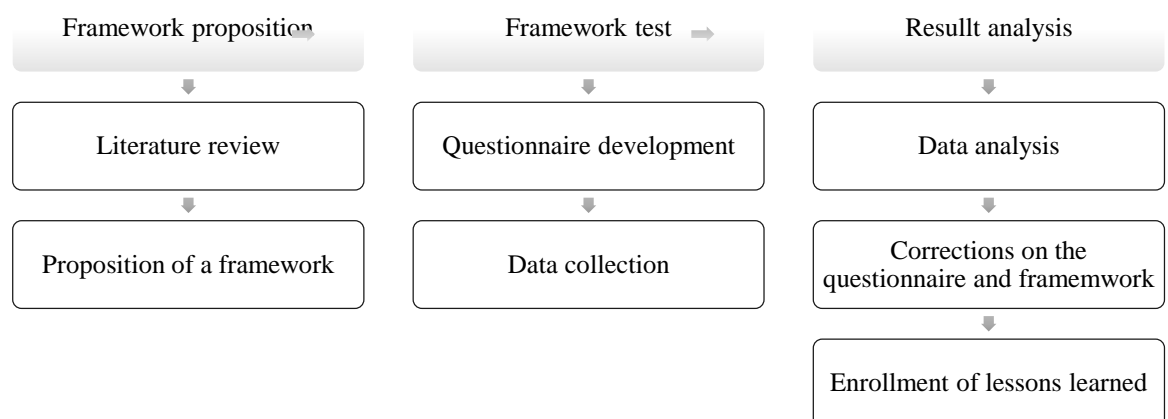 Framework proposition
Literature review
Proposition of a framework
Framework test
Questionnaire development
Data collection
Resullt analysis
Data analysis
Corrections on the
questionnaire and framemwork
Enrollment of lessons learned